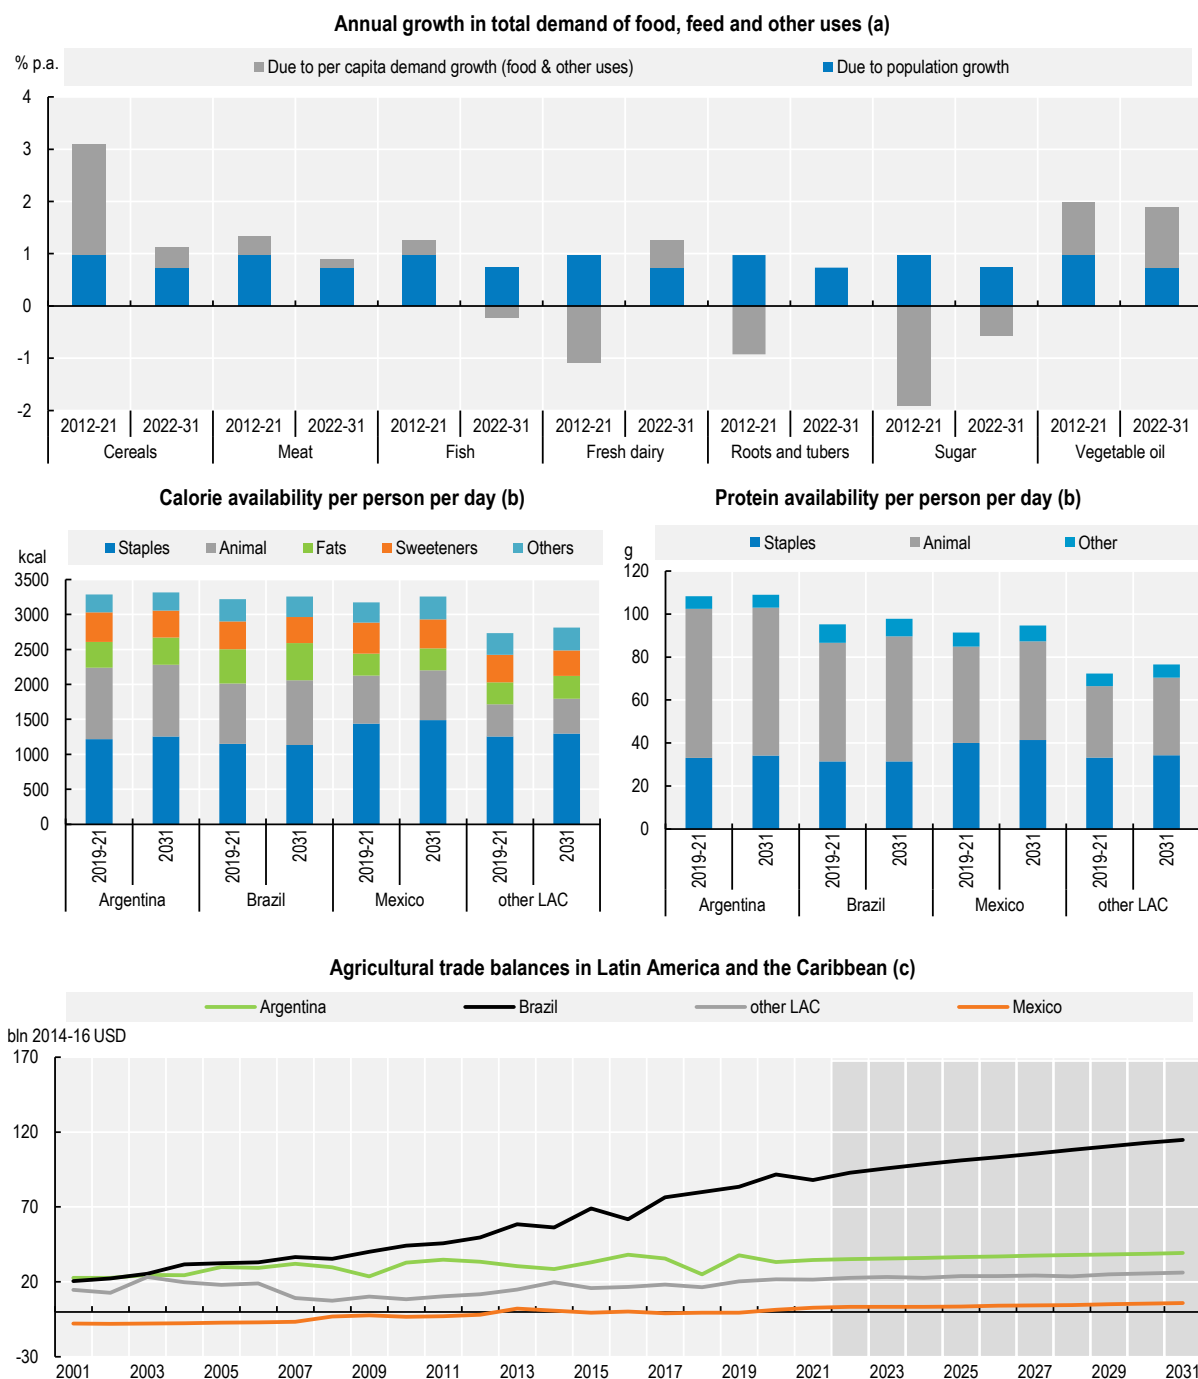 Annual growth in total demand of food, feed and other uses (a)
% p.a.
Due to per capita demand growth (food & other uses) Due to population growth
4
3
2
1
0
-1
-2
2012-21 2022-31 2012-21 2022-31 2012-21 2022-31 2012-21 2022-31 2012-21 2022-31 2012-21 2022-31 2012-21 2022-31
Cereals Meat Fish Fresh dairy Roots and tubers Sugar Vegetable oil
Calorie availability per person per day (b)
kcal
Staples Animal Fats Sweeteners Others
3500
3000
2500
2000
1500
1000
500
0
2019-21 2031 2019-21 2031 2019-21 2031 2019-21 2031
Argentina Brazil Mexico other LAC
Protein availability per person per day (b)
g
Staples Animal Other
120
100
80
60
40
20
0
2019-21 2031 2019-21 2031 2019-21 2031 2019-21 2031
Argentina Brazil Mexico other LAC
Agricultural trade balances in Latin America and the Caribbean (c)
Argentina Brazil other LAC Mexico
bln 2014-16 USD
170
120
70
20
-30
2001 2003 2005 2007 2009 2011 2013 2015 2017 2019 2021 2023 2025 2027 2029 2031